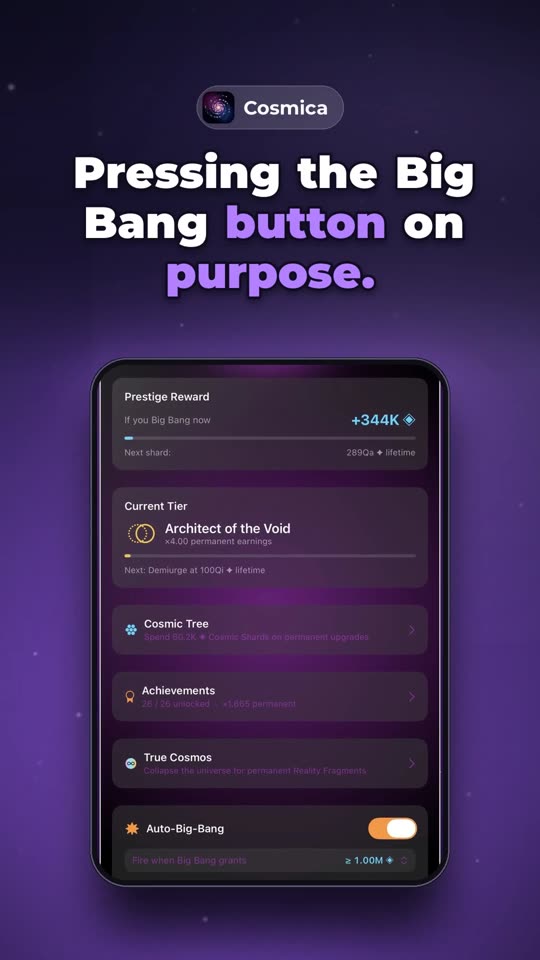 Cosmica
Pressing the Big
Bang button on
purpose.
Prestige Reward
If you Big Bang now
+344K
Next shard:
289Qa ✦ lifetime
Current Tier
Architect of the Void
×4.00 permanent earnings
Next: Demiurge at 100Qi ✦ lifetime
Cosmic Tree
Spend 60.2K ◈ Cosmic Shards on permanent upgrades
Achievements
26 / 26 unlocked · ×1.665 permanent
True Cosmos
Collapse the universe for permanent Reality Fragments
Auto-Big-Bang
Fire when Big Bang grants
≥ 1.00M